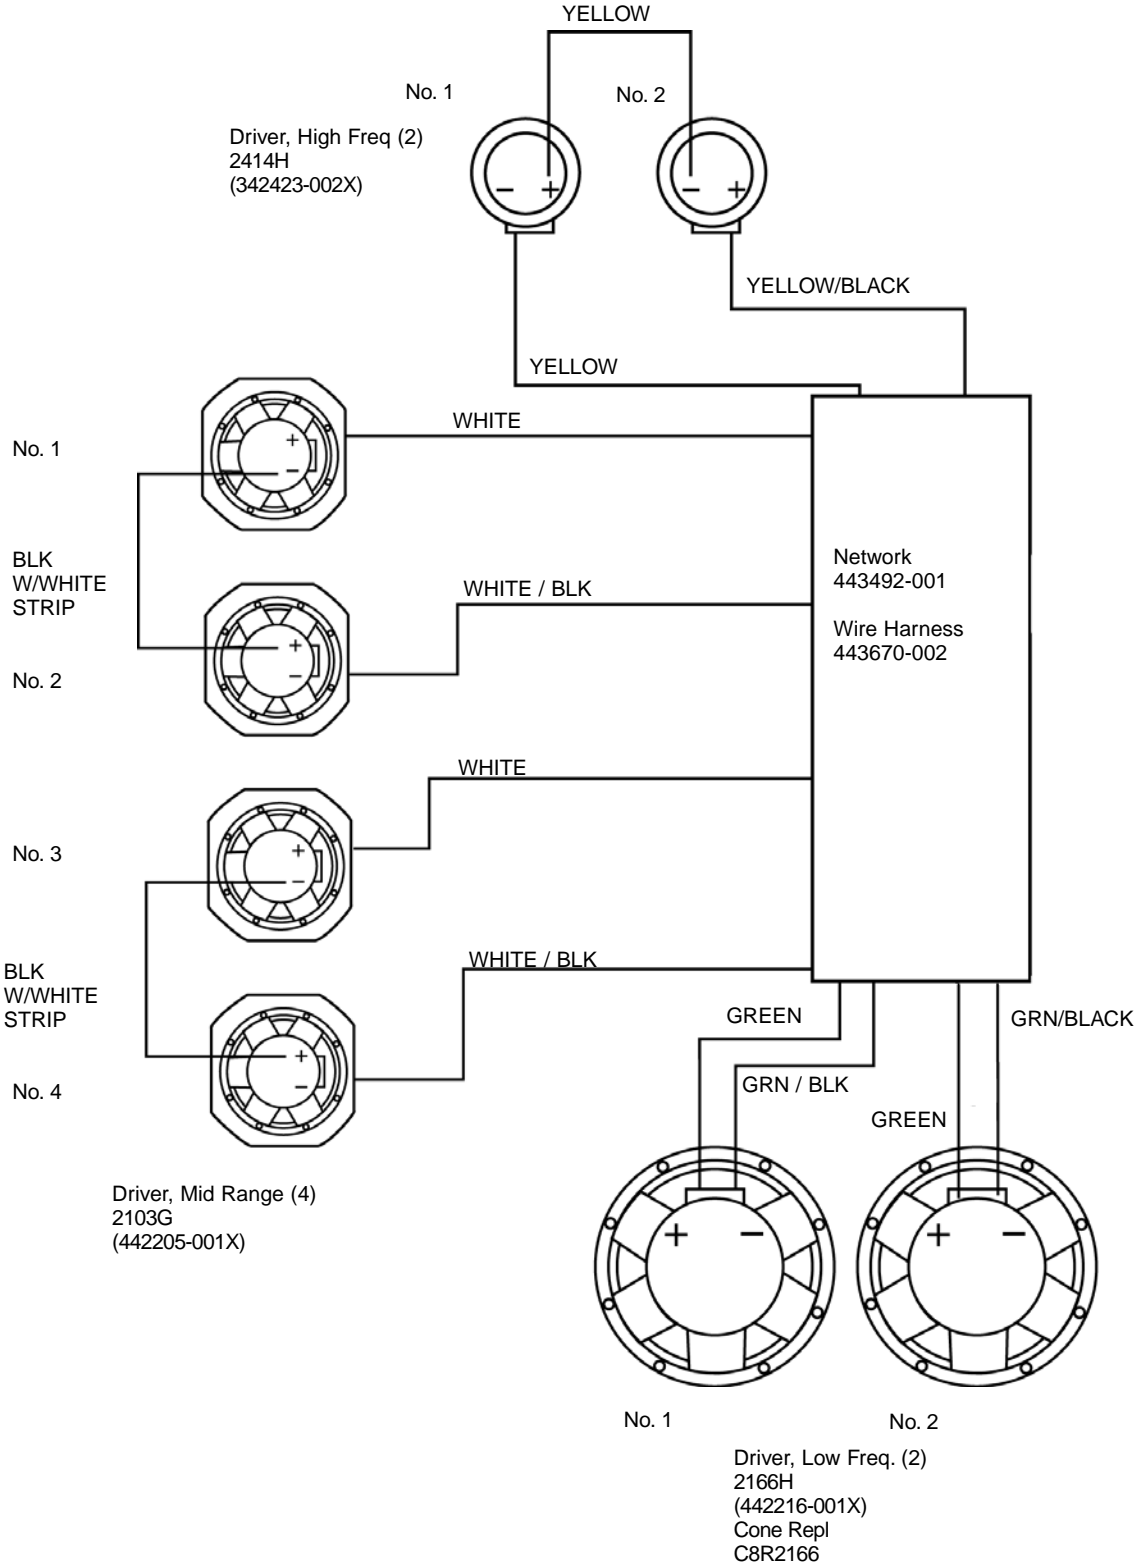 YELLOW
No. 1
No. 2
Driver, High Freq (2)
2414H
(342423-002X)
− +
− +
YELLOW/BLACK
YELLOW
WHITE
No. 1
+
−
BLK
W/WHITE
STRIP
WHITE / BLK
Network
443492-001
Wire Harness
443670-002
No. 2
+
−
WHITE
No. 3
+
−
BLK
W/WHITE
STRIP
WHITE / BLK
No. 4
+
−
GREEN
GRN/BLACK
GRN / BLK
GREEN
Driver, Mid Range (4)
2103G
(442205-001X)
+ −
+ −
No. 1
No. 2
Driver, Low Freq. (2)
2166H
(442216-001X)
Cone Repl
C8R2166